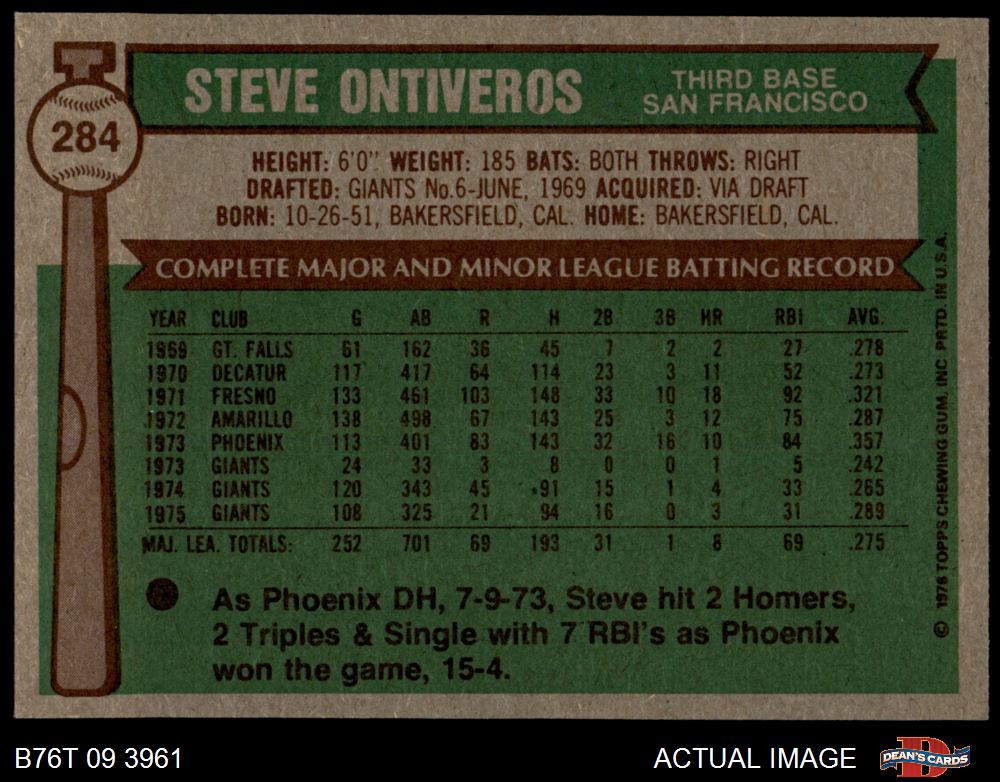 284
STEVE ONTIVEROS
THIRD BASE
SAN FRANCISCO
HEIGHT: 6'0" WEIGHT: 185 BATS: BOTH THROWS: RIGHT
DRAFTED: GIANTS No.6-JUNE, 1969 ACQUIRED: VIA DRAFT
BORN: 10-26-51, BAKERSFIELD, CAL. HOME: BAKERSFIELD, CAL.
COMPLETE MAJOR AND MINOR LEAGUE BATTING RECORD
YEAR CLUB G AB R H 2B 3B HR RBI AVG.
1969 GT. FALLS 61 162 36 45 7 2 2 27 .278
1970 DECATUR 117 417 64 114 23 3 11 52 .273
1971 FRESNO 133 461 103 148 33 10 18 92 .321
1972 AMARILLO 138 498 67 143 25 3 12 75 .287
1973 PHOENIX 113 401 83 143 32 16 10 84 .357
1973 GIANTS 24 33 3 8 0 0 1 5 .242
1974 GIANTS 120 343 45 91 15 1 4 33 .265
1975 GIANTS 108 325 21 94 16 0 3 31 .289
MAJ. LEA. TOTALS: 252 701 69 193 31 1 8 69 .275
As Phoenix DH, 7-9-73, Steve hit 2 Homers,
2 Triples & Single with 7 RBI's as Phoenix
won the game, 15-4.
© 1976 TOPPS CHEWING GUM, INC. PRTD. IN U.S.A.
B76T 09 3961
ACTUAL IMAGE
DEAN'S CARDS